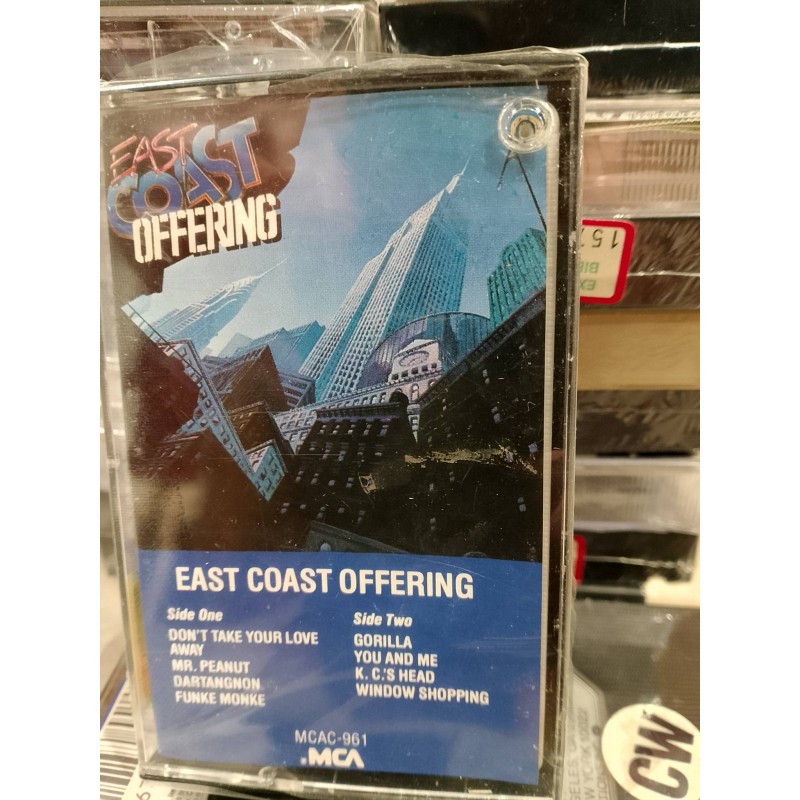 EAST
COAST
OFFERING
EAST COAST OFFERING
Side One
DON'T TAKE YOUR LOVE
AWAY
MR. PEANUT
DARTANGNON
FUNKE MONKE
Side Two
GORILLA
YOU AND ME
K. C.'S HEAD
WINDOW SHOPPING
MCAC-961
MCA
CW